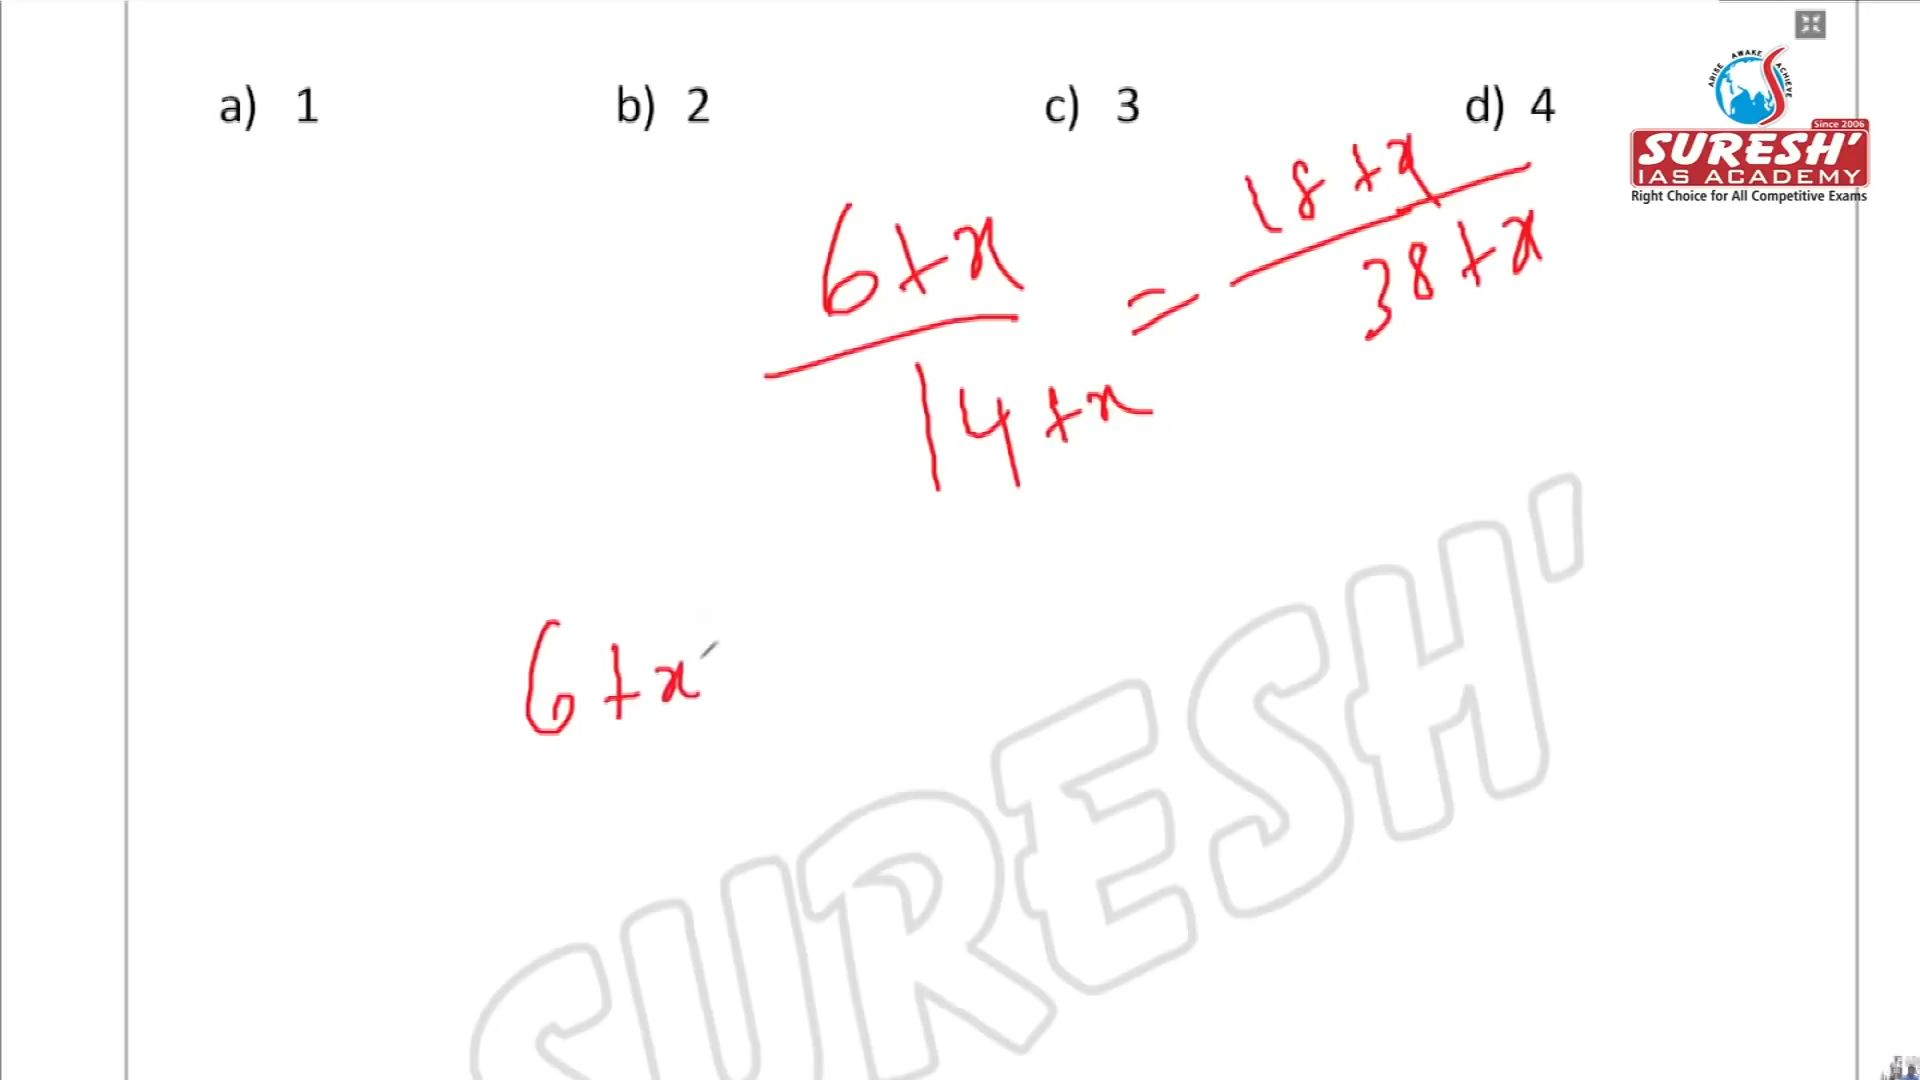 a) 1 b) 2 c) 3 d) 4
ARISE AWAKE ACHIEVE
Since 2006
SURESH'
IAS ACADEMY
Right Choice for All Competitive Exams
6+x = 18+x
14+x 38+x
6+x
SURESH'